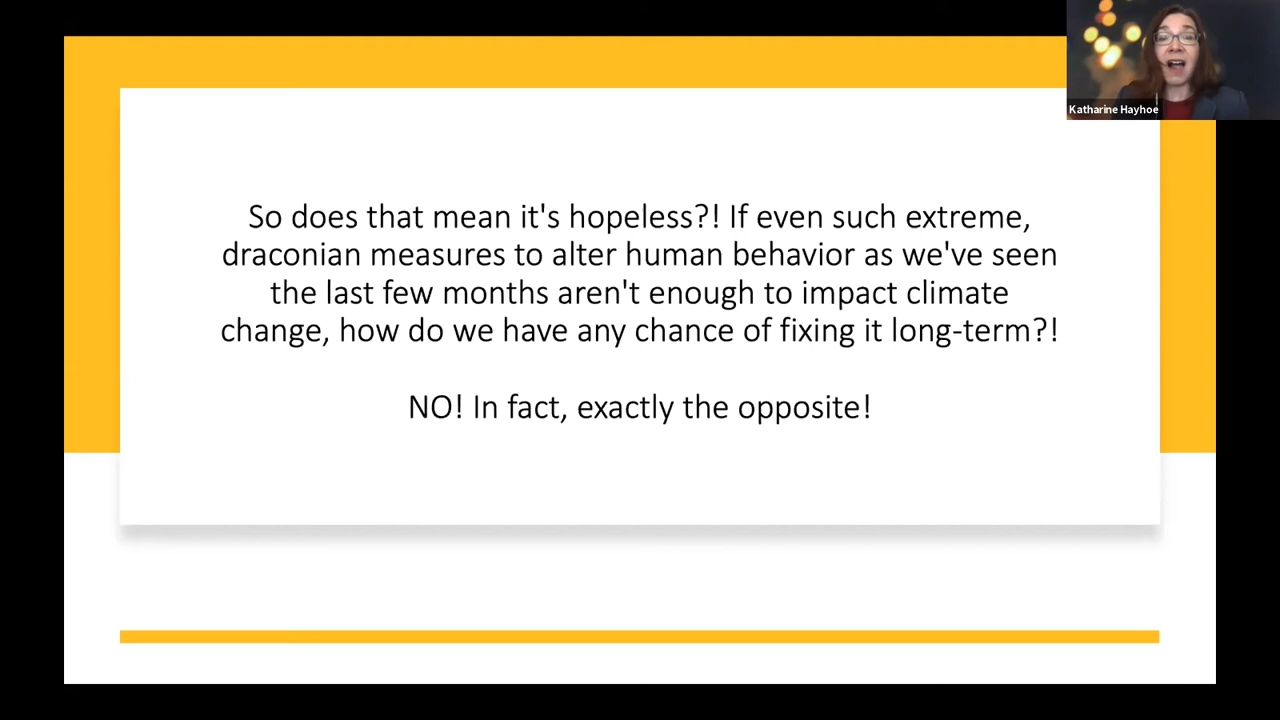 Katharine Hayhoe
So does that mean it's hopeless?! If even such extreme,
draconian measures to alter human behavior as we've seen
the last few months aren't enough to impact climate
change, how do we have any chance of fixing it long-term?!
NO! In fact, exactly the opposite!